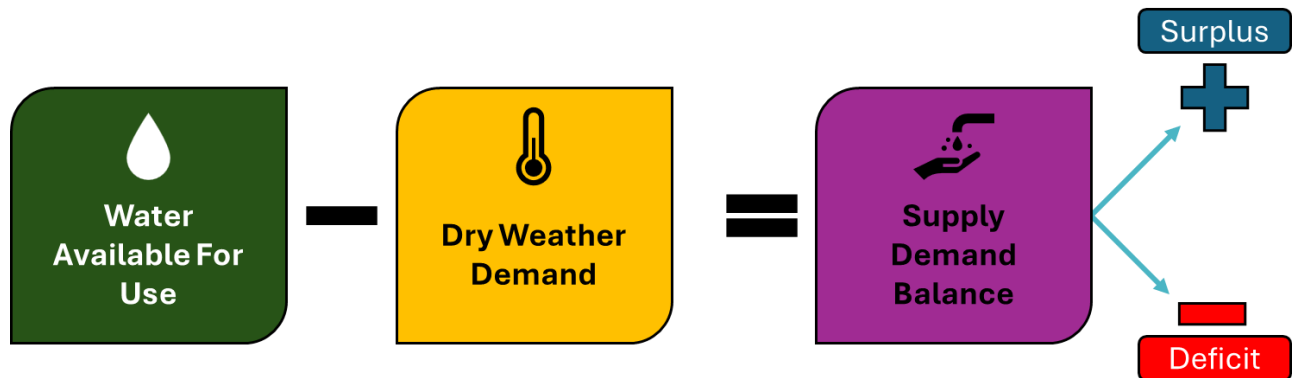 Surplus
Water
Available For
Use
Dry Weather
Demand
Supply
Demand
Balance
Deficit